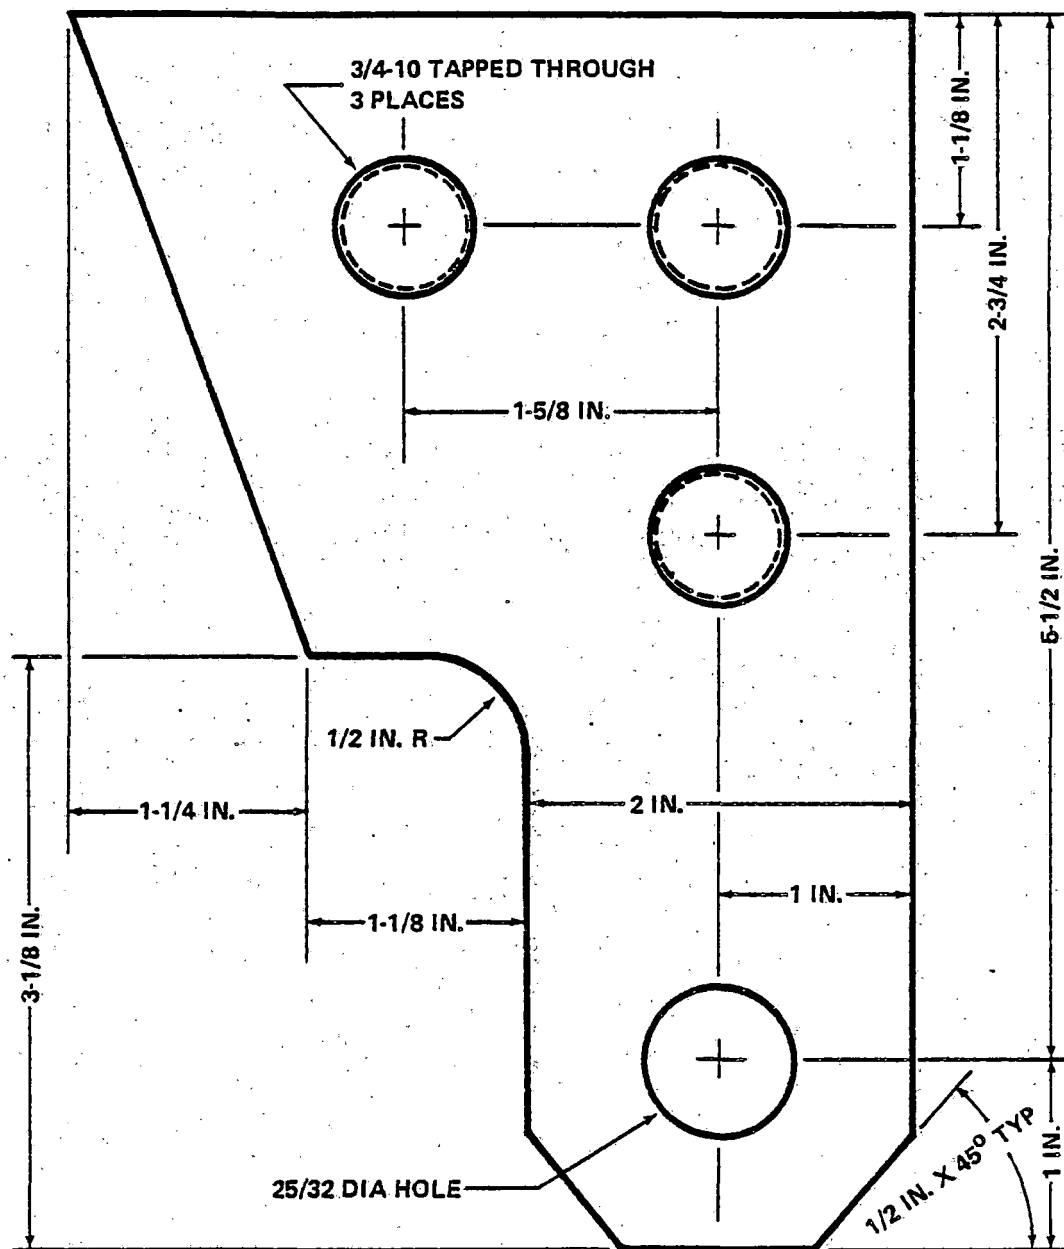 3/4-10 TAPPED THROUGH
3 PLACES
1-1/8 IN.
2-3/4 IN.
5-1/2 IN.
1-5/8 IN.
1/2 IN. R
1-1/4 IN.
2 IN.
1 IN.
1-1/8 IN.
3-1/8 IN.
25/32 DIA HOLE
1/2 IN. X 45° TYP
1 IN.